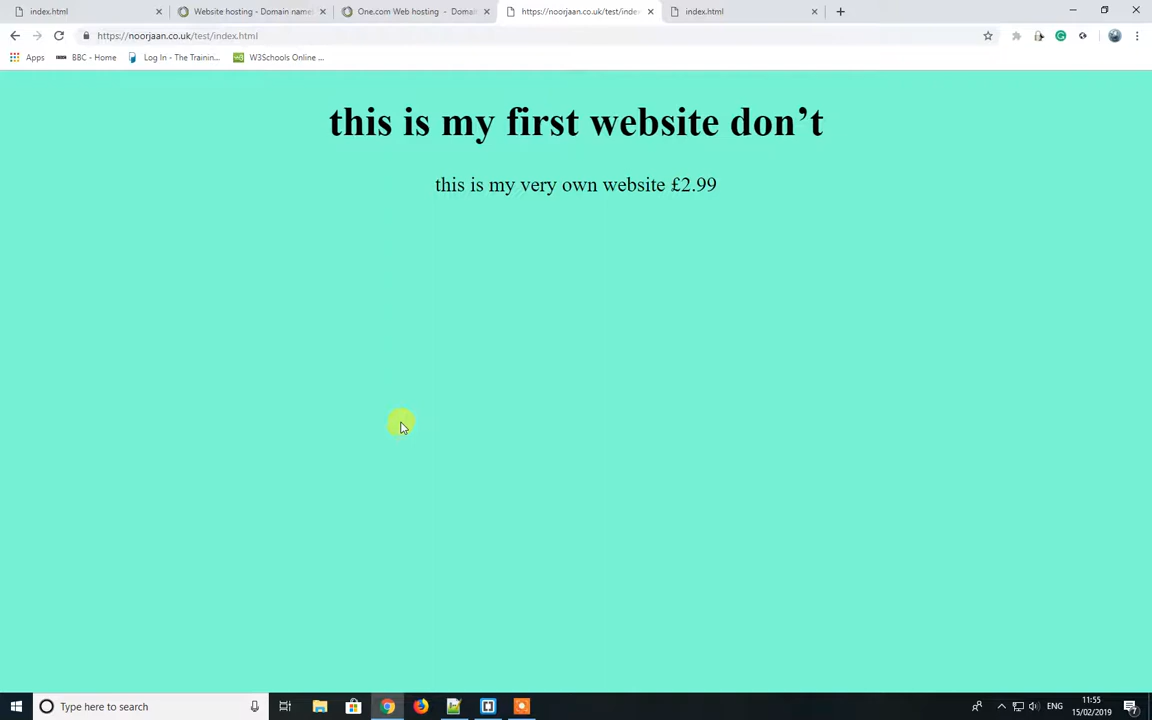 index.html
Website hosting - Domain name
One.com Web hosting - Domai
https://noorjaan.co.uk/test/inde
index.html
https://noorjaan.co.uk/test/index.html
Apps
BBC - Home
Log In - The Trainin...
W3Schools Online ...
this is my first website don’t
this is my very own website £2.99
Type here to search
ENG
11:55
15/02/2019